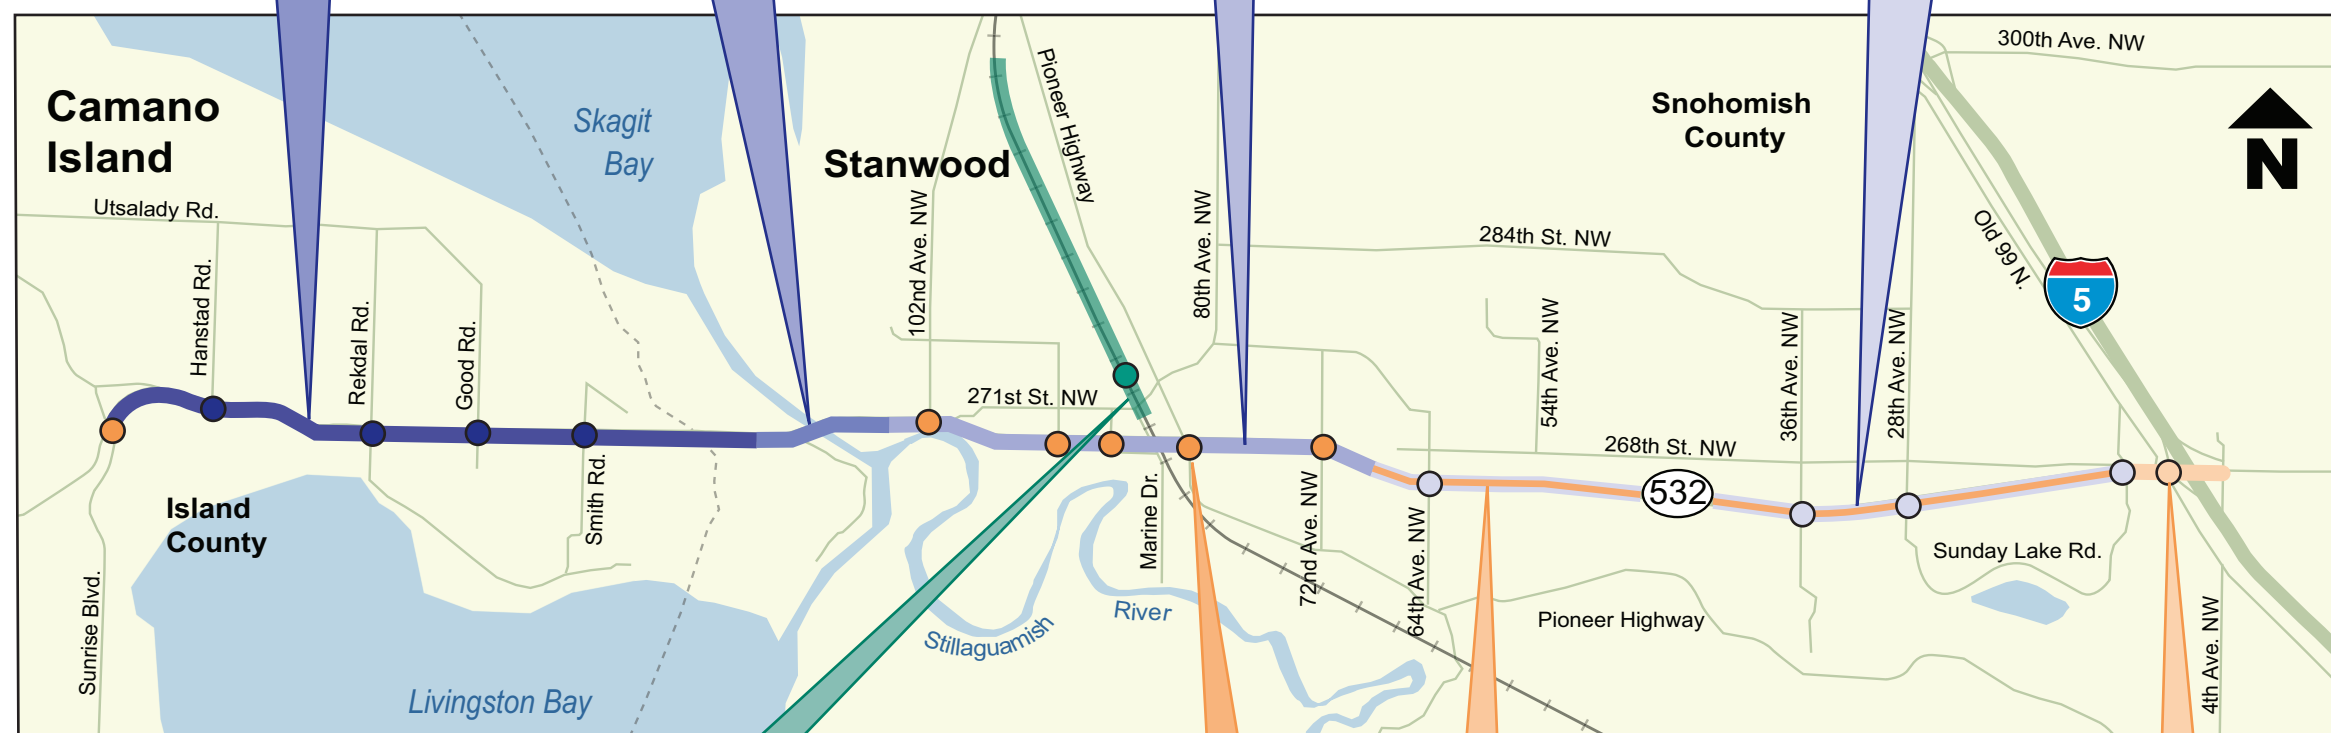 300th Ave. NW
Camano
Island
Skagit
Bay
Stanwood
Pioneer Highway
Snohomish
County
N
Utsalady Rd.
Hanstad Rd.
Rekdal Rd.
Good Rd.
102nd Ave. NW
80th Ave. NW
284th St. NW
Old 99 N.
5
54th Ave. NW
36th Ave. NW
28th Ave. NW
271st St. NW
268th St. NW
532
Island
County
Smith Rd.
Marine Dr.
72nd Ave. NW
64th Ave. NW
Sunday Lake Rd.
Sunrise Blvd.
Stillaguamish
River
Pioneer Highway
4th Ave. NW
Livingston Bay